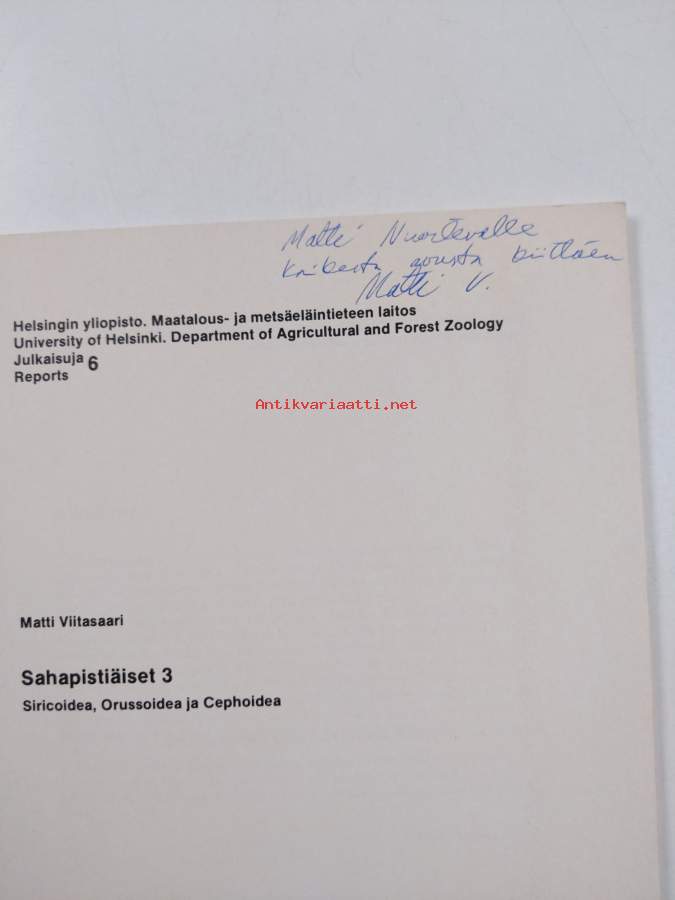 Matti Nuortevalle
Kaikesta avusta kiittäen
Matti V.
Helsingin yliopisto. Maatalous- ja metsäeläintieteen laitos
University of Helsinki. Department of Agricultural and Forest Zoology
Julkaisuja 6
Reports
Antikvariaatti.net
Matti Viitasaari
Sahapistiäiset 3
Siricoidea, Orussoidea ja Cephoidea